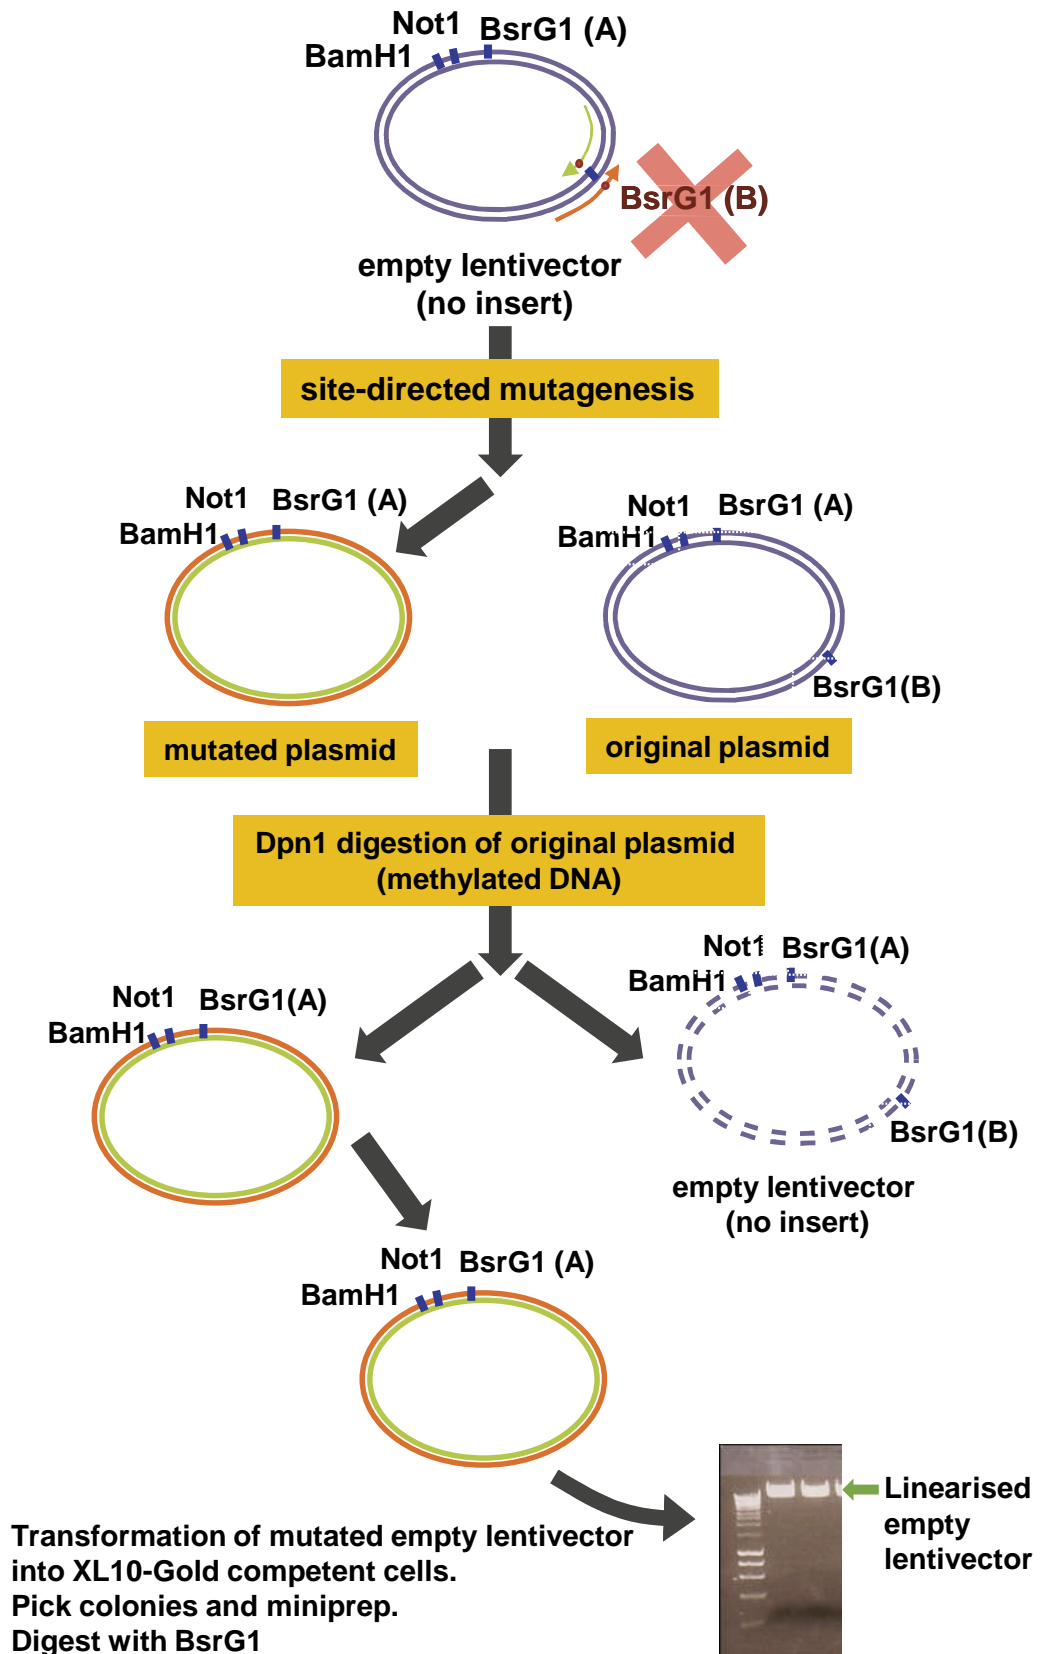 Not1 BsrG1 (A)
BamH1
BsrG1 (B)
empty lentivector
(no insert)
site-directed mutagenesis
Not1 BsrG1 (A)
BamH1
Not1 BsrG1 (A)
BamH1
BsrG1(B)
mutated plasmid
original plasmid
Dpn1 digestion of original plasmid
(methylated DNA)
Not1 BsrG1(A)
BamH1
Not1 BsrG1(A)
BamH1
BsrG1(B)
empty lentivector
(no insert)
Not1 BsrG1 (A)
BamH1
Linearised
empty
lentivector
Transformation of mutated empty lentivector
into XL10-Gold competent cells.
Pick colonies and miniprep.
Digest with BsrG1